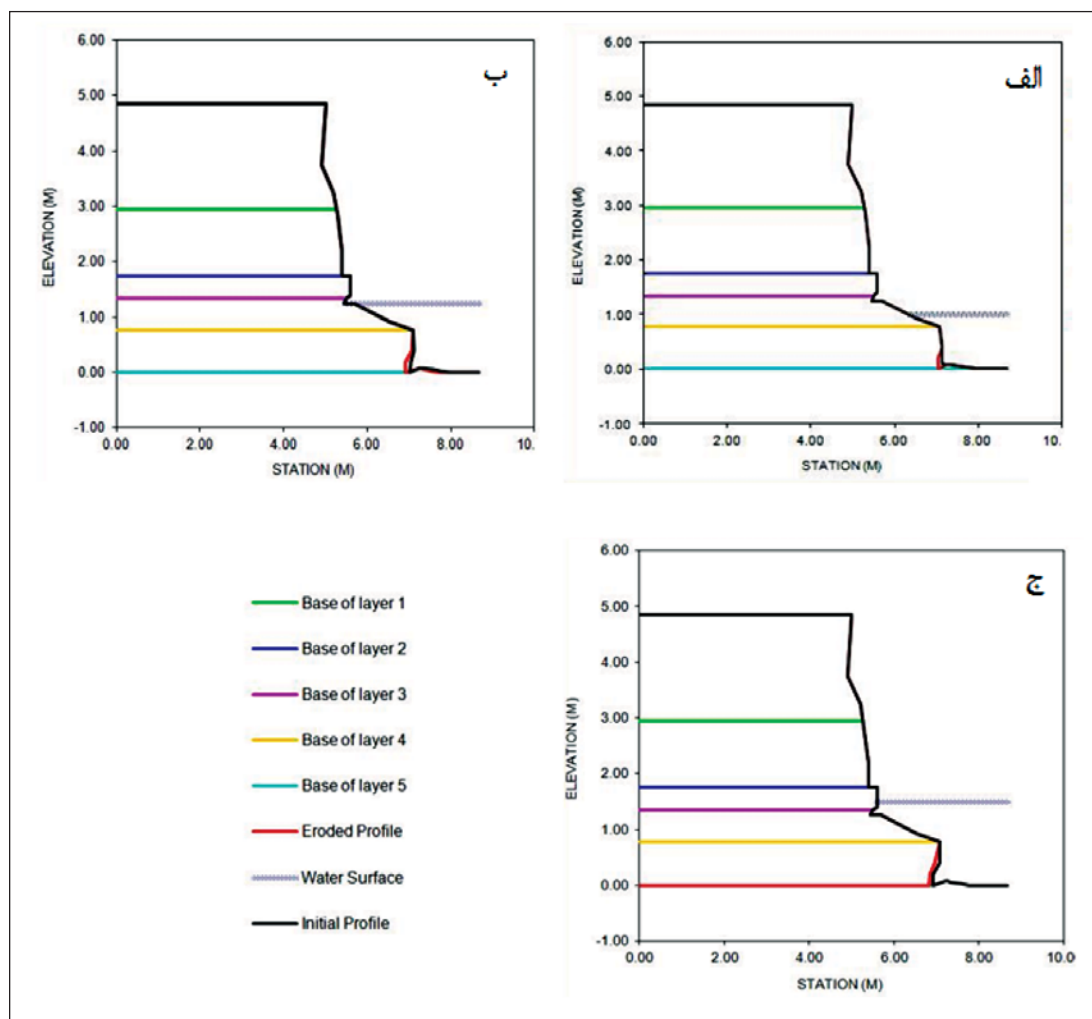 ب
6.00
5.00
4.00
3.00
2.00
1.00
0.00
-1.00
ELEVATION (M)
0.00 2.00 4.00 6.00 8.00 10.
STATION (M)
الف
6.00
5.00
4.00
3.00
2.00
1.00
0.00
-1.00
ELEVATION (M)
0.00 2.00 4.00 6.00 8.00 10.
STATION (M)
Base of layer 1
Base of layer 2
Base of layer 3
Base of layer 4
Base of layer 5
Eroded Profile
Water Surface
Initial Profile
ج
6.00
5.00
4.00
3.00
2.00
1.00
0.00
-1.00
ELEVATION (M)
0.00 2.00 4.00 6.00 8.00 10.0
STATION (M)